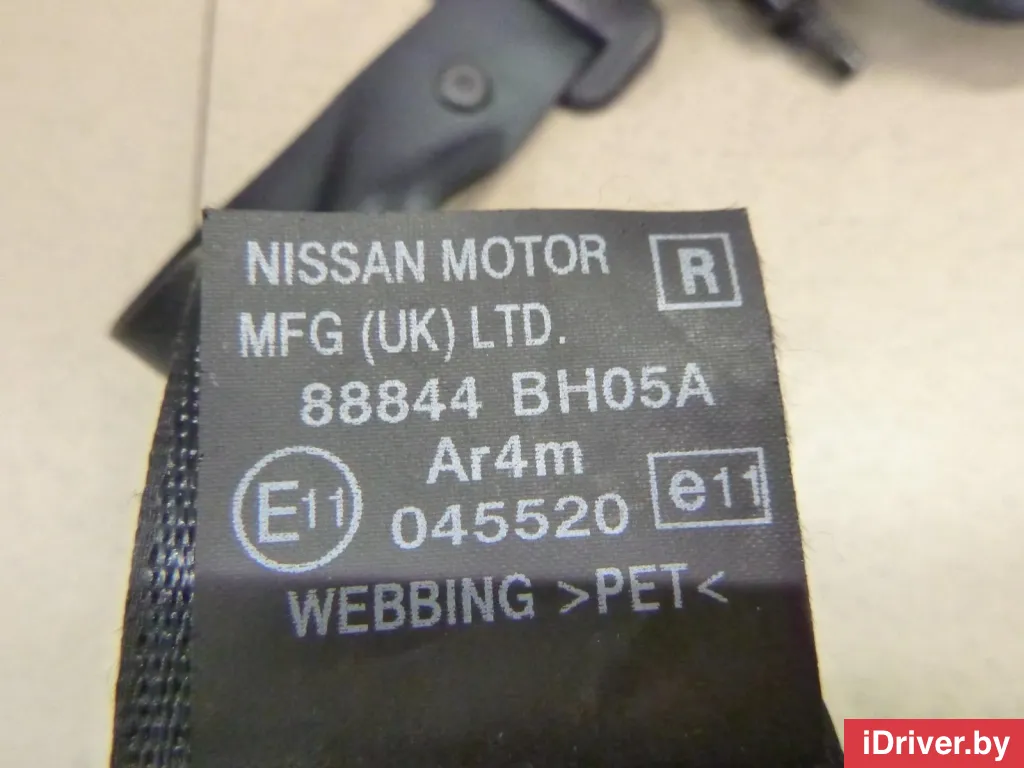 NISSAN MOTOR R
MFG (UK) LTD.
88844 BH05A
Ar4m
E11 045520 e11
WEBBING >PET<
iDriver.by